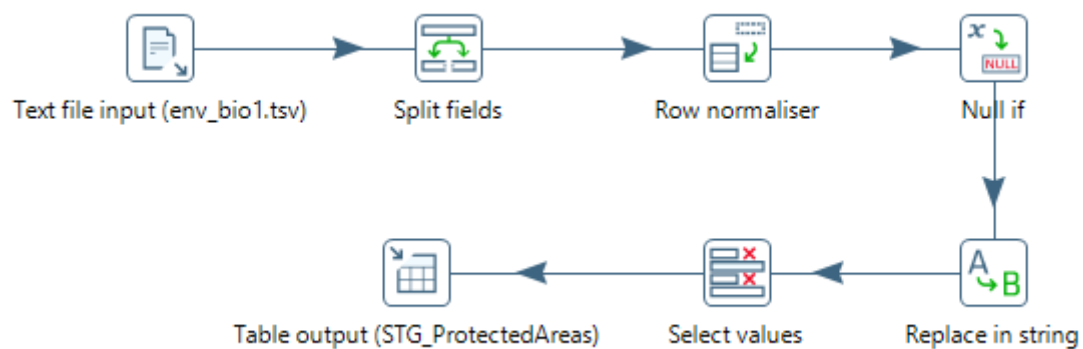 x
NULL
Text file input (env_bio1.tsv)
Split fields
Row normaliser
Null if
A
B
Table output (STG_ProtectedAreas)
Select values
Replace in string